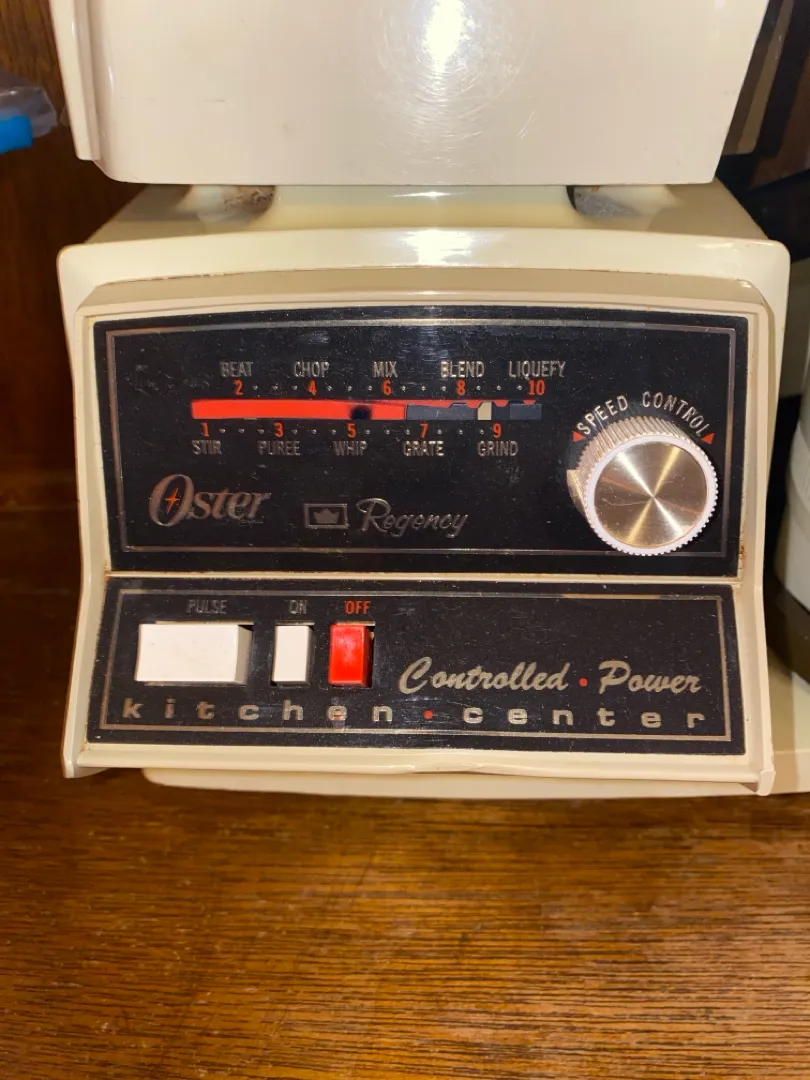 BEAT CHOP MIX BLEND LIQUEFY
2 4 6 8 10
1 3 5 7 9
STIR PUREE WHIP GRATE GRIND
SPEED CONTROL
Oster Regency
PULSE ON OFF
Controlled • Power
kitchen • center